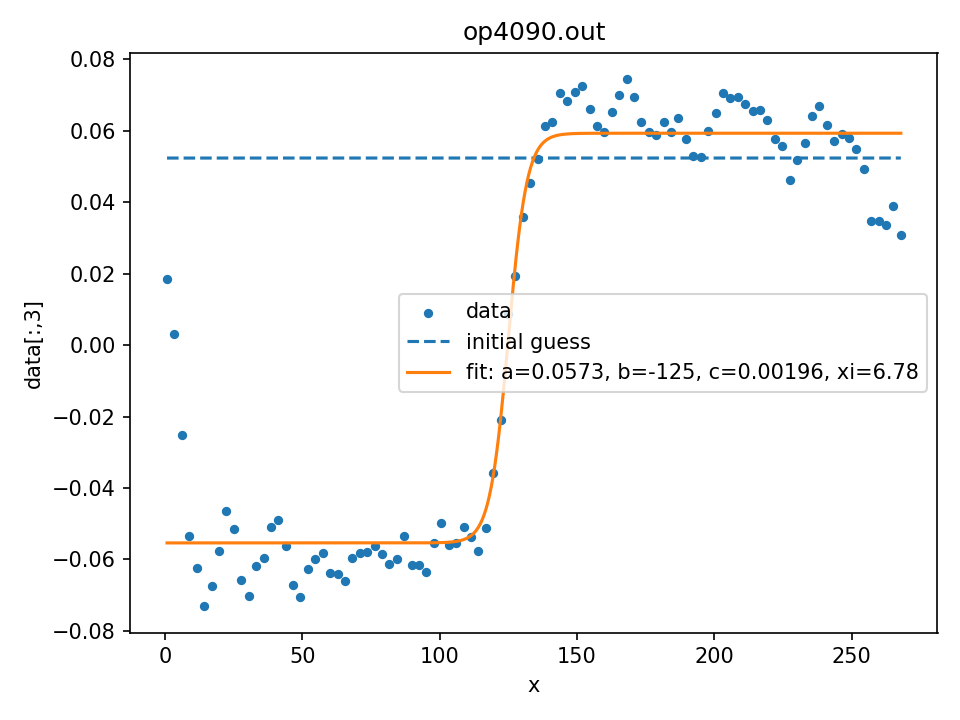 op4090.out
0.08
0.06
0.04
0.02
0.00
−0.02
−0.04
−0.06
−0.08
data[:,3]
data
initial guess
fit: a=0.0573, b=-125, c=0.00196, xi=6.78
0 50 100 150 200 250
x